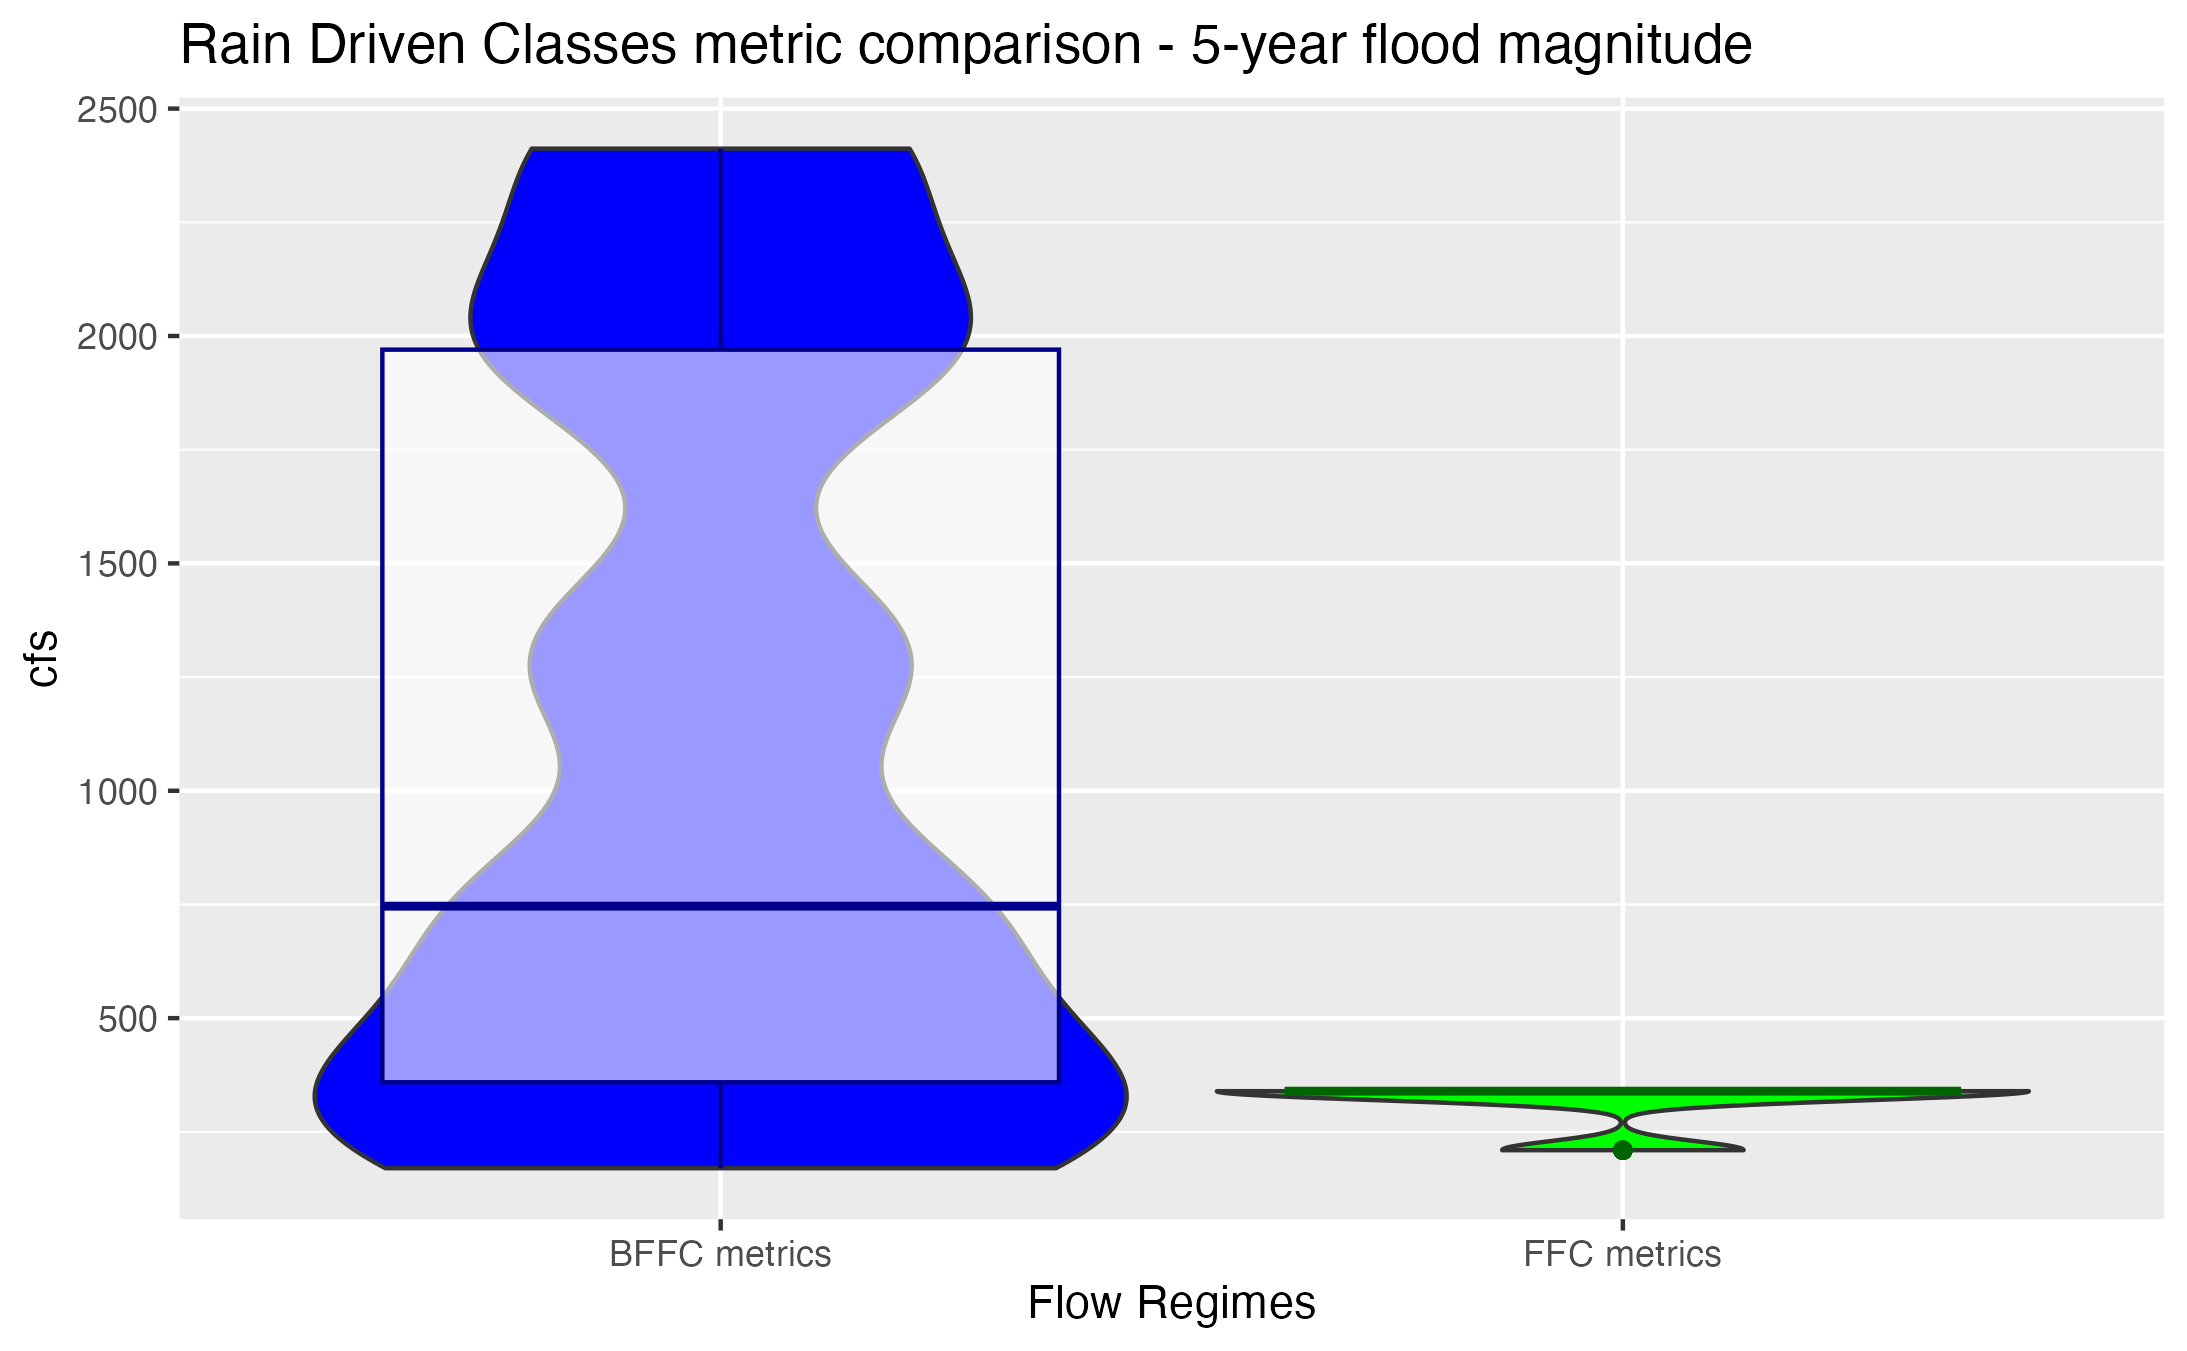 Rain Driven Classes metric comparison - 5-year flood magnitude
2500
2000
1500
1000
500
cfs
BFFC metrics
FFC metrics
Flow Regimes